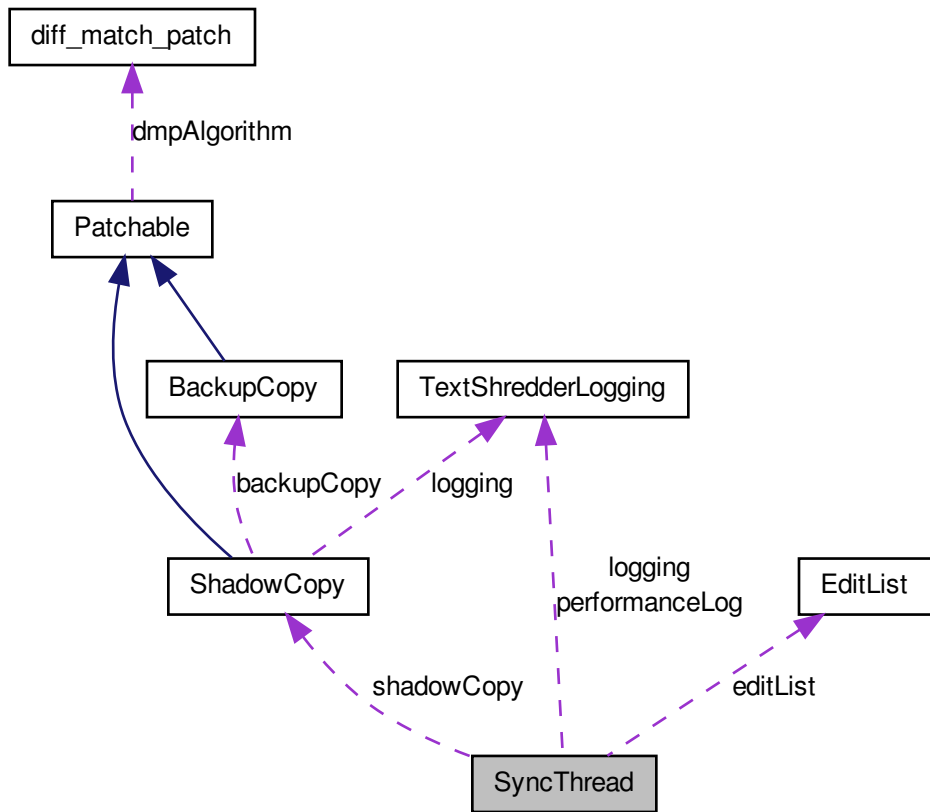 diff_match_patch
dmpAlgorithm
Patchable
BackupCopy
TextShredderLogging
backupCopy
logging
ShadowCopy
logging
performanceLog
EditList
shadowCopy
editList
SyncThread